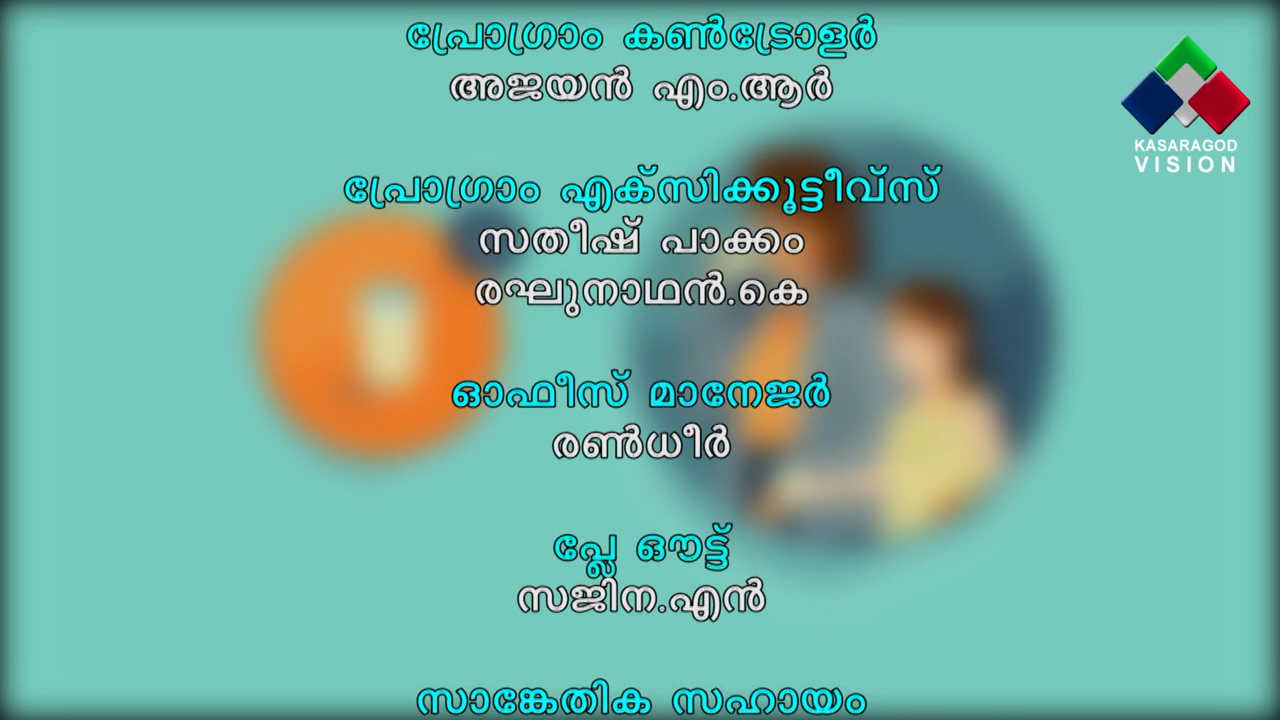 പ്രോഗ്രാം കൺട്രോളർ
അജയൻ എം.ആർ
KASARAGOD
VISION
പ്രോഗ്രാം എക്സിക്കൂട്ടീവ്സ്
സതീഷ് പാക്കം
രഘുനാഥൻ.കെ
ഓഫീസ് മാനേജർ
രൺധീർ
പ്ലേ ഔട്ട്
സജിന.എൻ
സാങ്കേതിക സഹായം